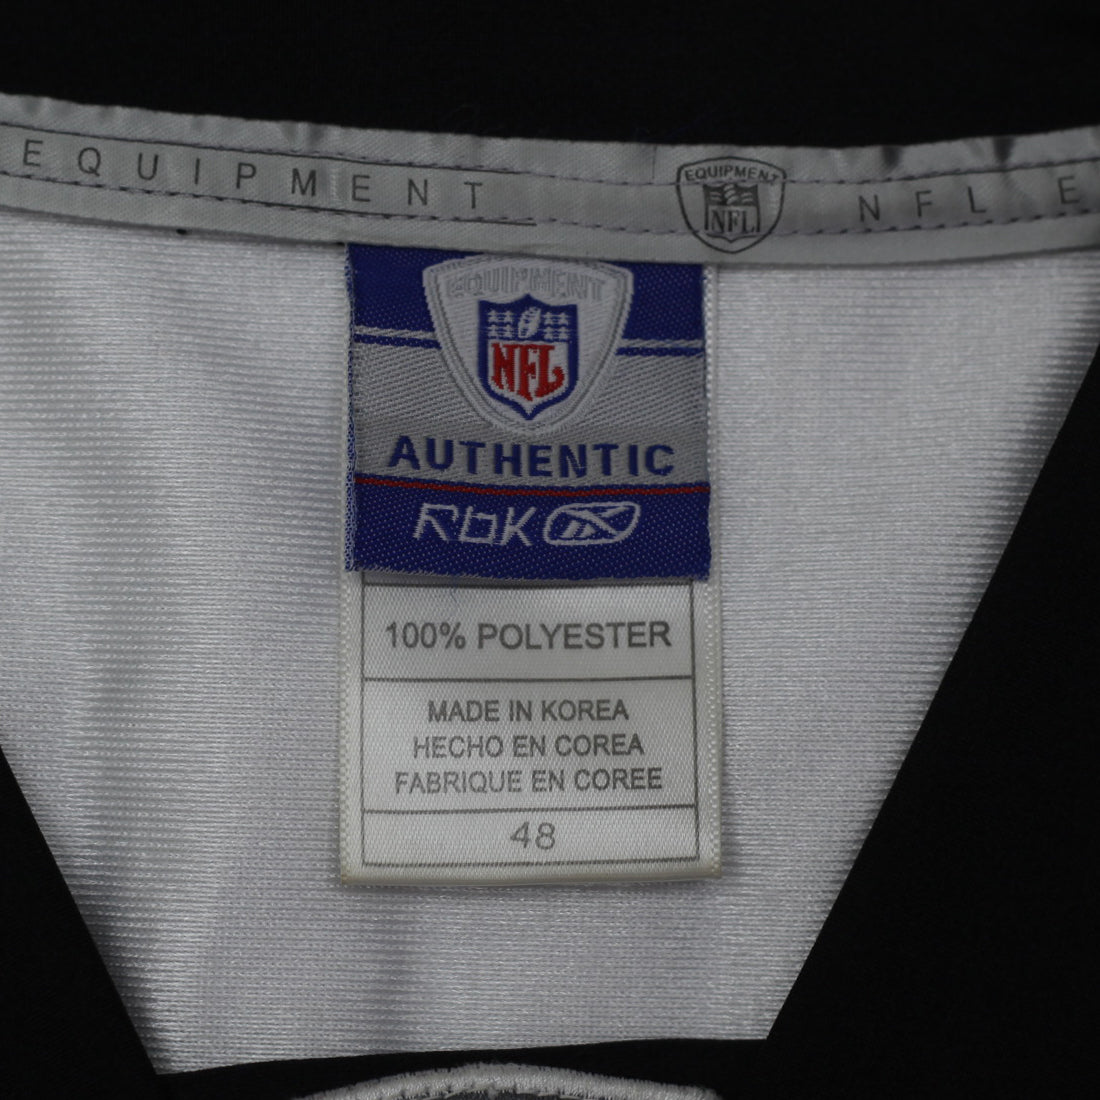 EQUIPMENT
EQUIPMENT
NFL
NFL E
EQUIPMENT
NFL
AUTHENTIC
RbK
100% POLYESTER
MADE IN KOREA
HECHO EN COREA
FABRIQUE EN COREE
48